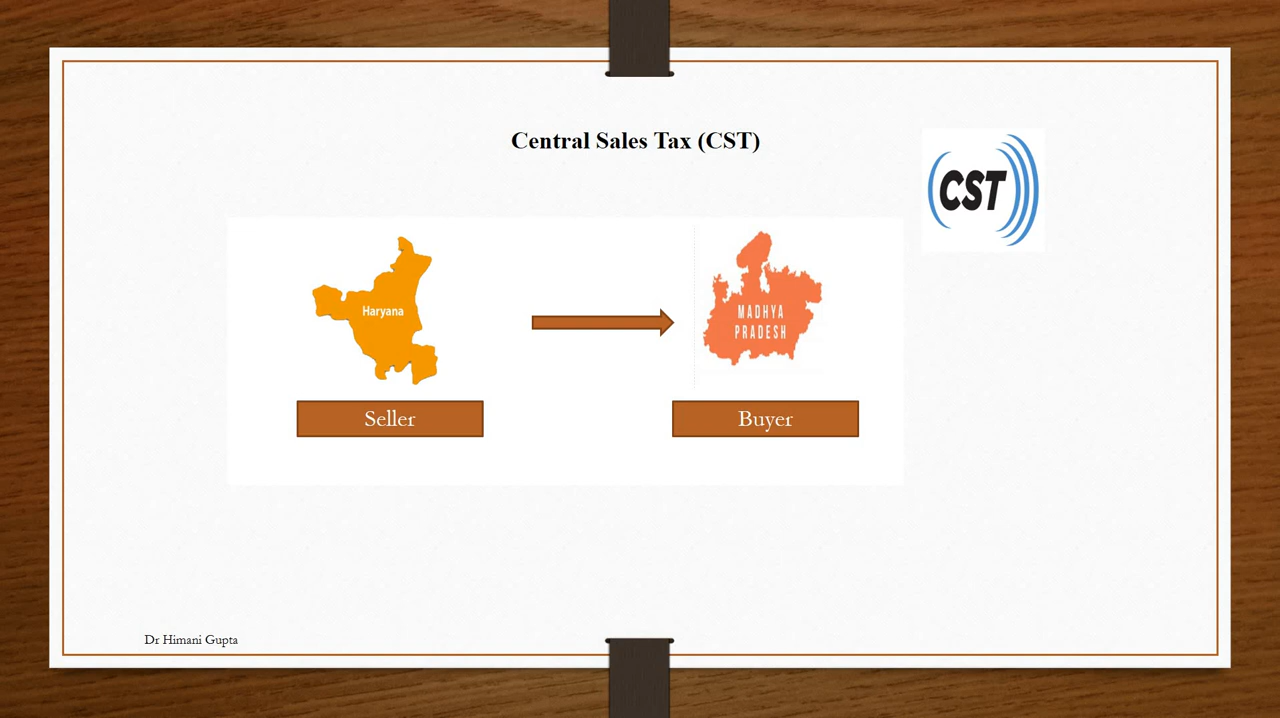 Central Sales Tax (CST)
CST
Haryana
MADHYA
PRADESH
Seller
Buyer
Dr Himani Gupta